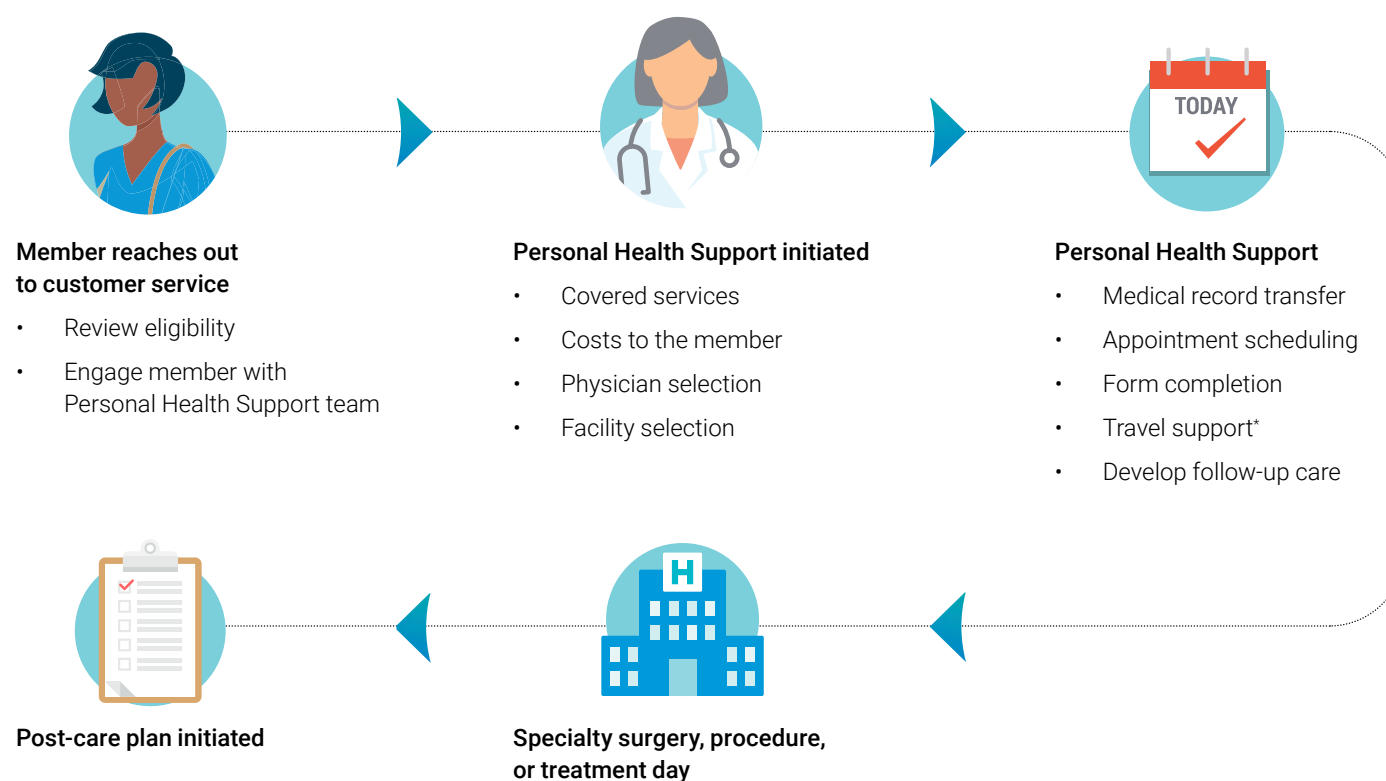 TODAY
Member reaches out
to customer service
• Review eligibility
• Engage member with
Personal Health Support team
Personal Health Support initiated
• Covered services
• Costs to the member
• Physician selection
• Facility selection
Personal Health Support
• Medical record transfer
• Appointment scheduling
• Form completion
• Travel support*
• Develop follow-up care
H
Post-care plan initiated
Specialty surgery, procedure,
or treatment day